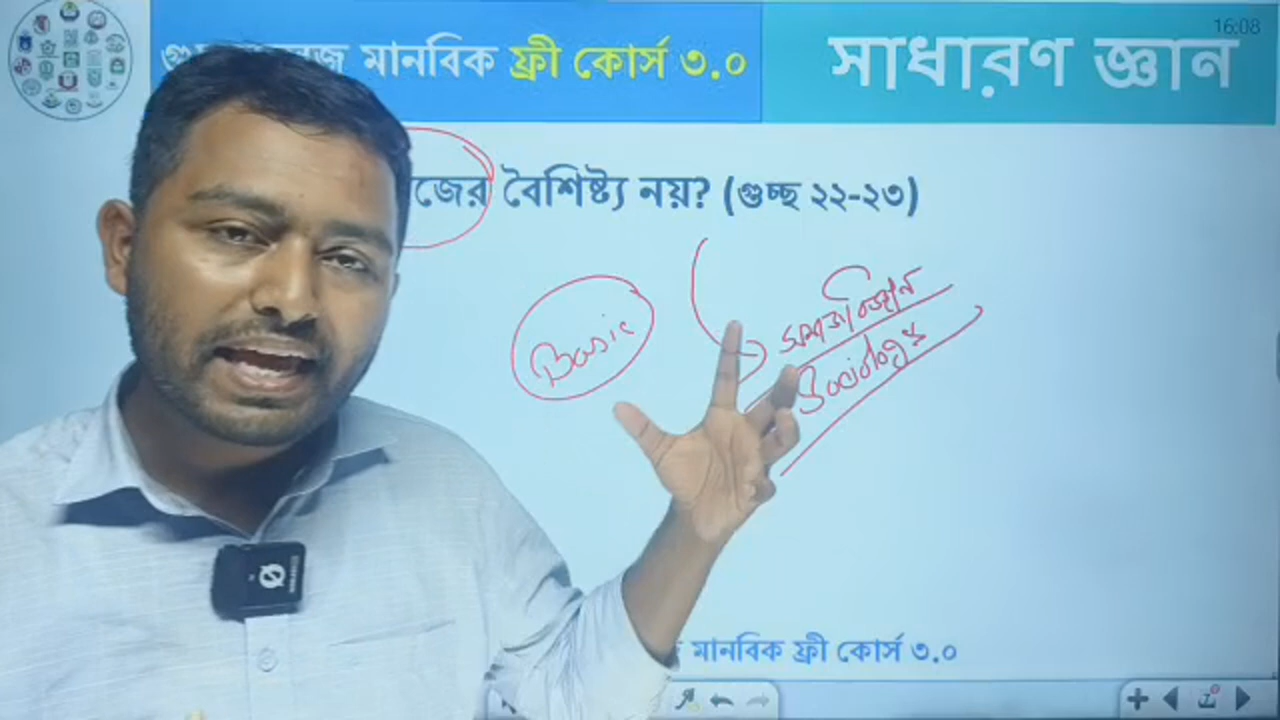 মানবিক ফ্রী কোর্স ৩.০
সাধারণ জ্ঞান
16:08
বৈশিষ্ট্য নয়? (গুচ্ছ ২২-২৩)
Basic
সমাজবিজ্ঞান
Sociology
মানবিক ফ্রী কোর্স ৩.০